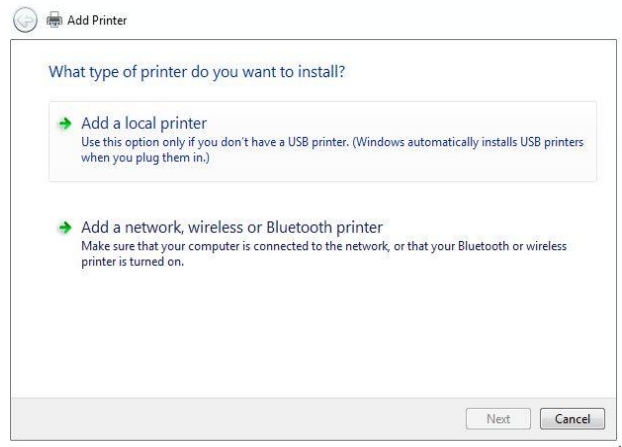 Add Printer
What type of printer do you want to install?
Add a local printer
Use this option only if you don't have a USB printer. (Windows automatically installs USB printers
when you plug them in.)
Add a network, wireless or Bluetooth printer
Make sure that your computer is connected to the network, or that your Bluetooth or wireless
printer is turned on.
Next
Cancel